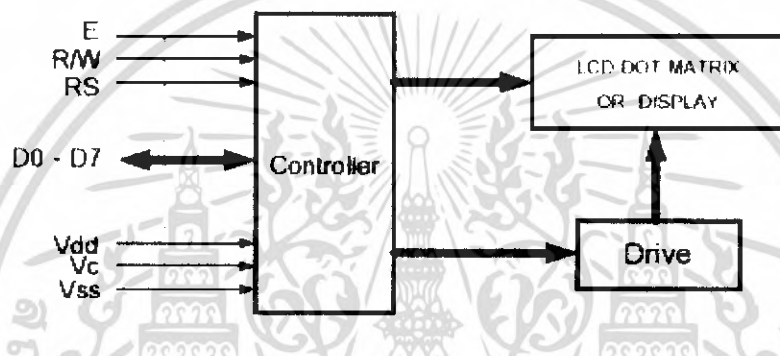 E
R/W
RS
D0 - D7
Vdd
Vc
Vss
Controller
LCD DOT MATRIX
OR DISPLAY
Drive